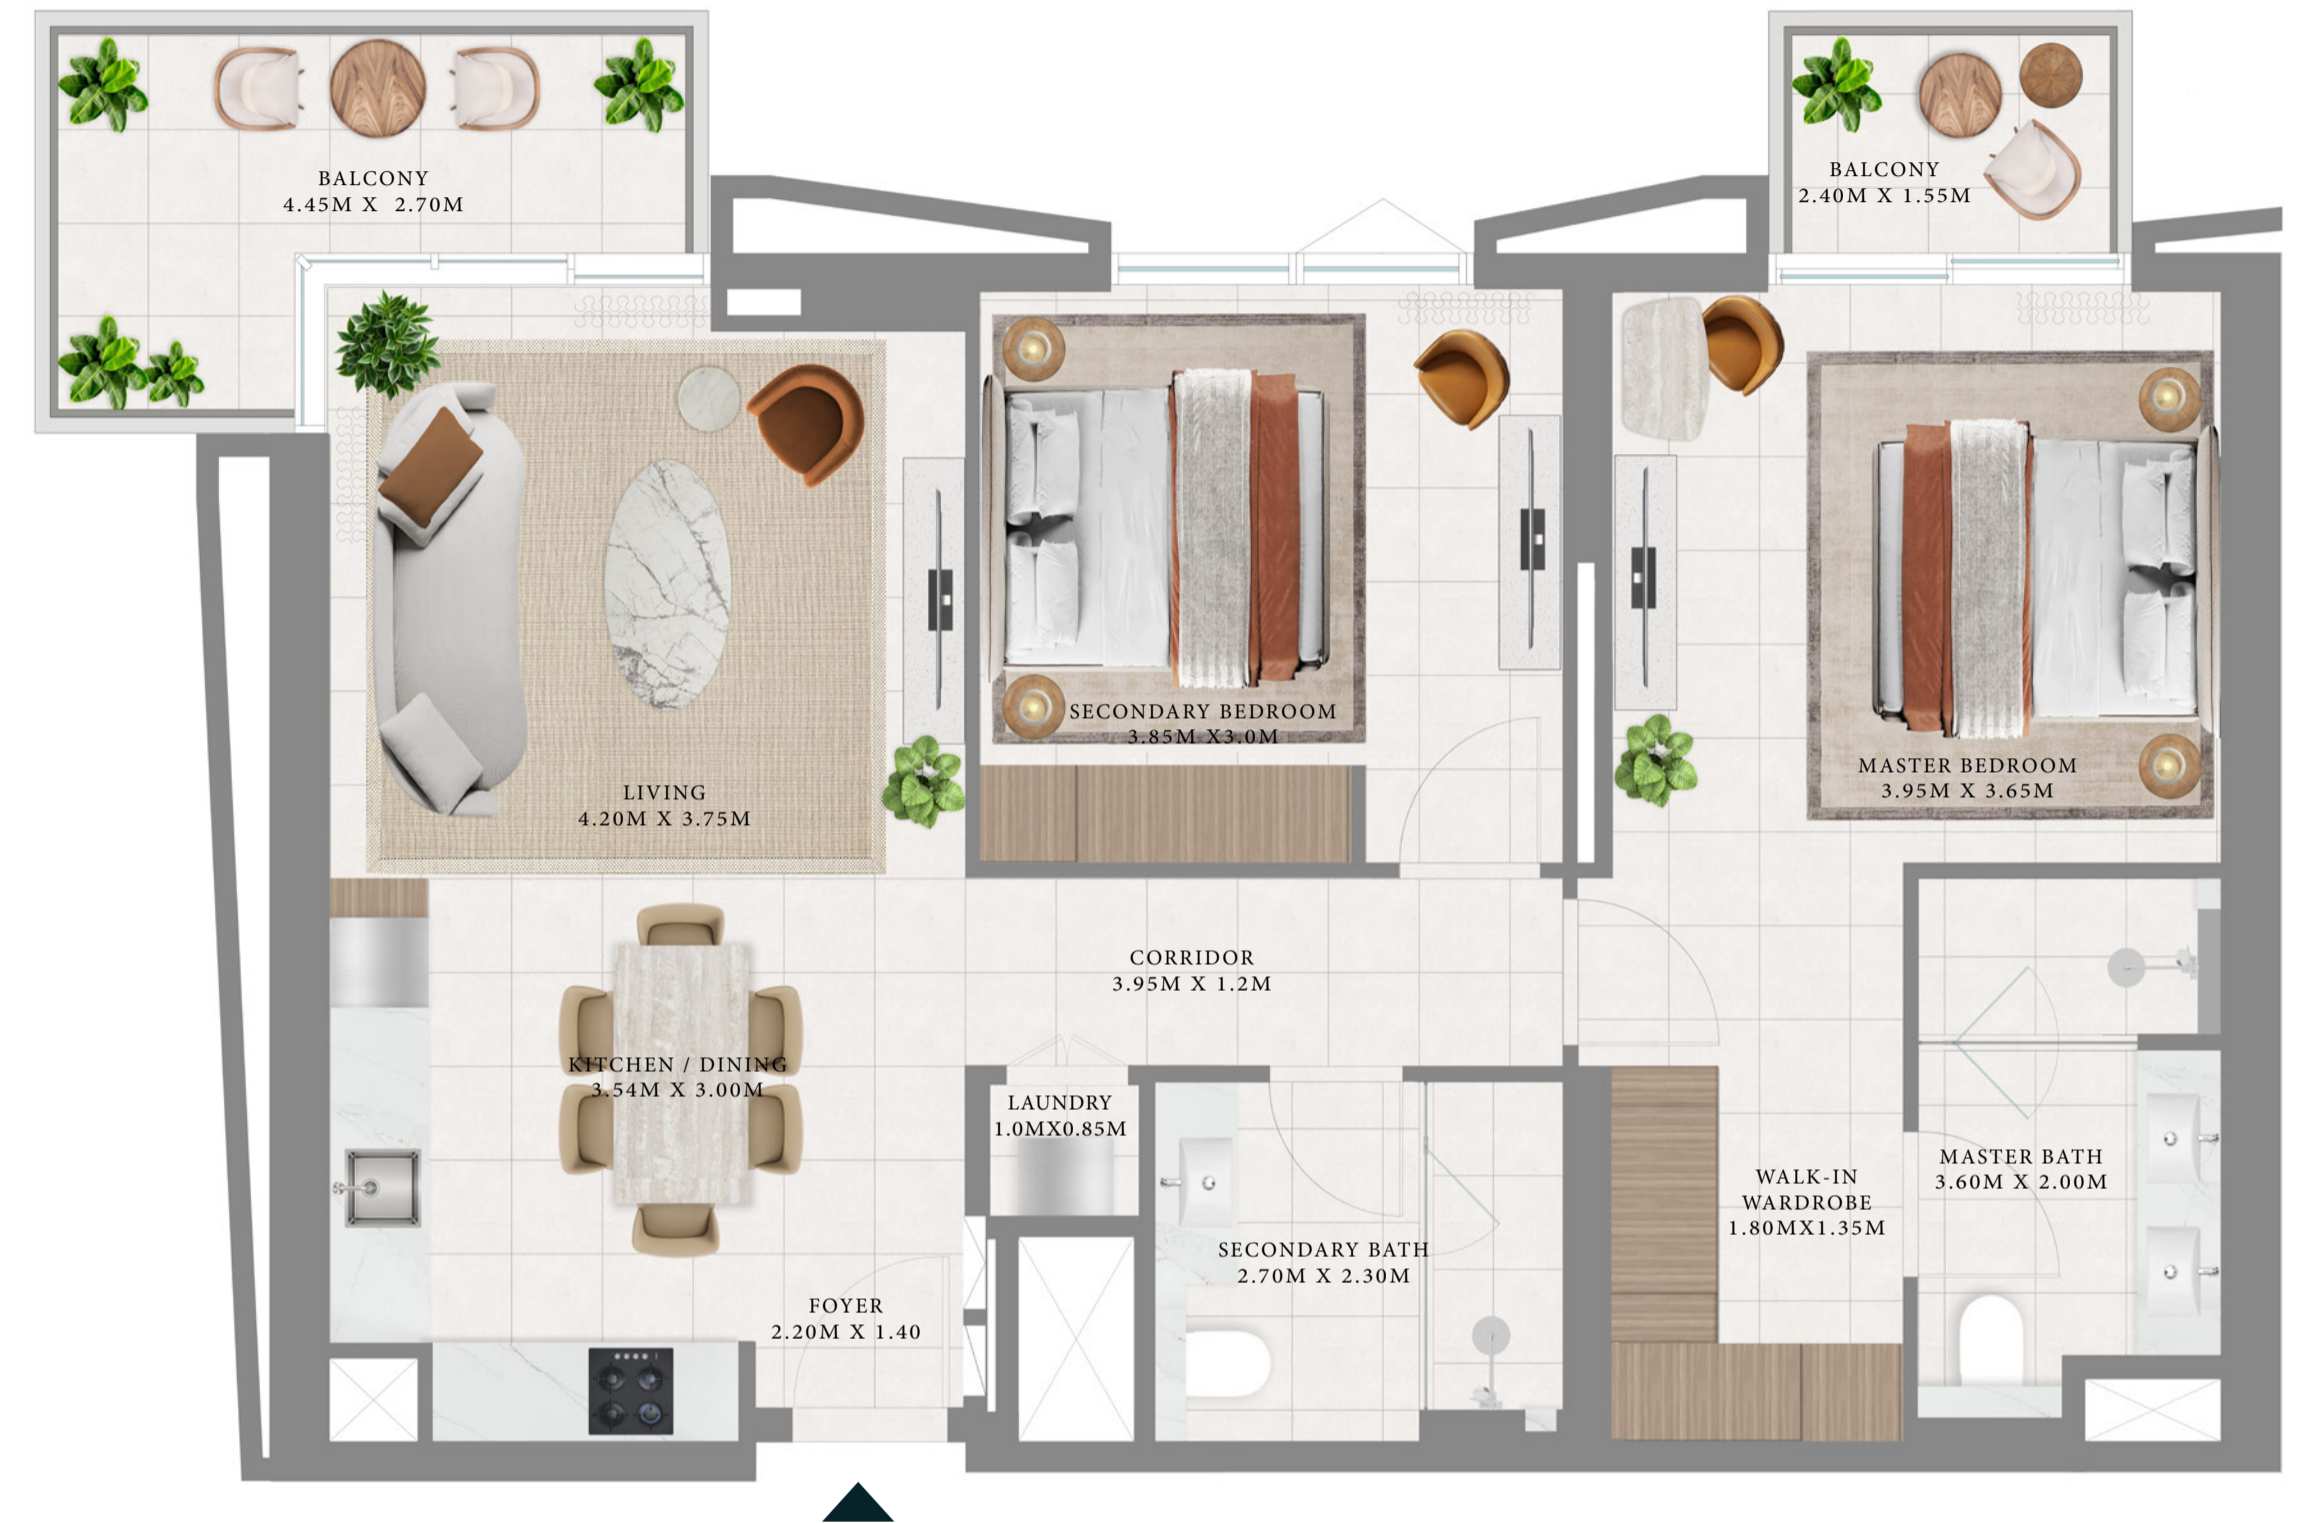 BALCONY
4.45M X 2.70M
BALCONY
2.40M X 1.55M
SECONDARY BEDROOM
3.85M X3.0M
MASTER BEDROOM
3.95M X 3.65M
LIVING
4.20M X 3.75M
CORRIDOR
3.95M X 1.2M
KITCHEN / DINING
3.54M X 3.00M
LAUNDRY
1.0MX0.85M
MASTER BATH
3.60M X 2.00M
WALK-IN
WARDROBE
1.80MX1.35M
SECONDARY BATH
2.70M X 2.30M
FOYER
2.20M X 1.40